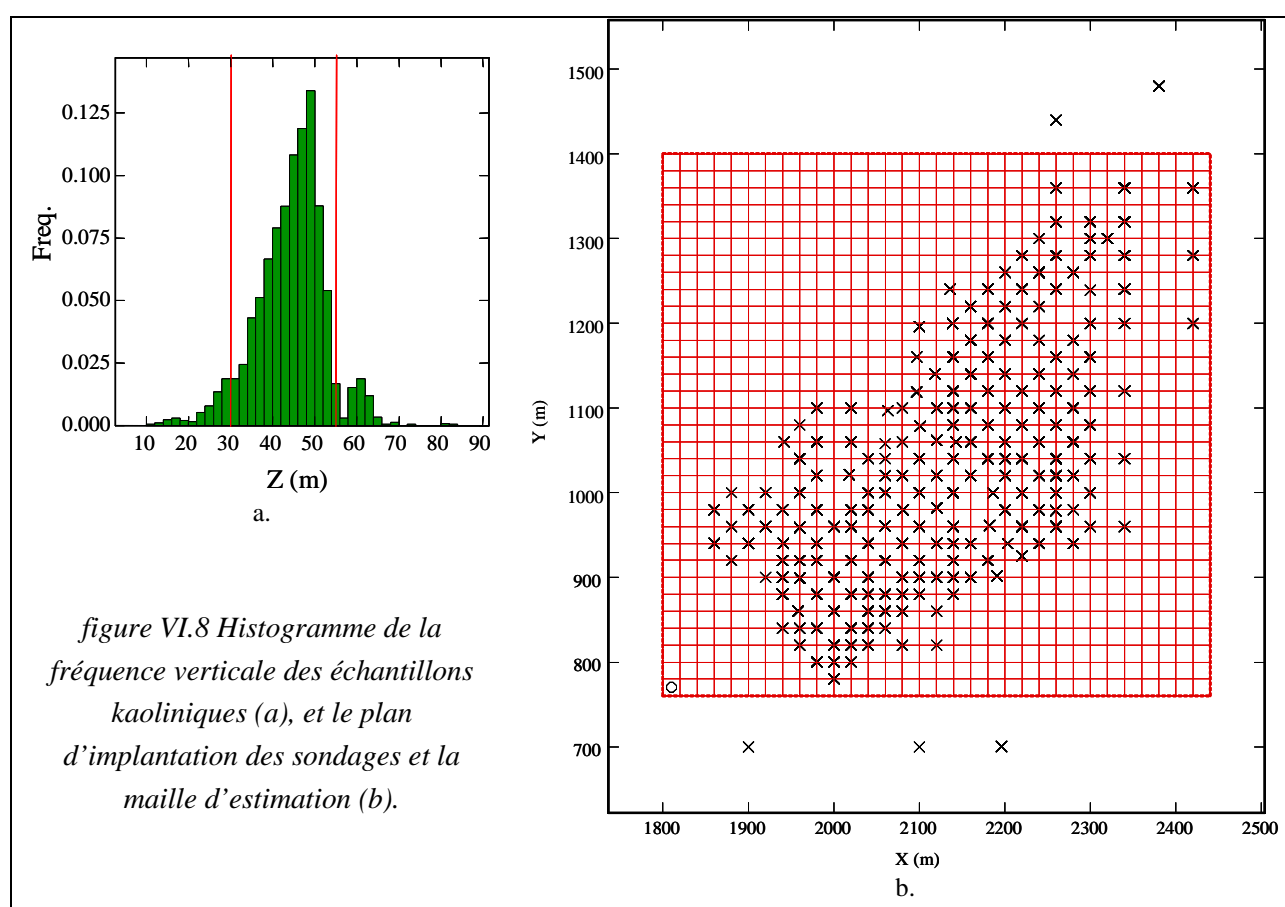 0.125
0.100
0.075
0.050
0.025
0.000
Freq.
10 20 30 40 50 60 70 80 90
Z (m)
a.
figure VI.8 Histogramme de la
fréquence verticale des échantillons
kaoliniques (a), et le plan
d'implantation des sondages et la
maille d'estimation (b).
1500
1400
1300
1200
1100
1000
900
800
700
Y (m)
1800 1900 2000 2100 2200 2300 2400 2500
X (m)
b.